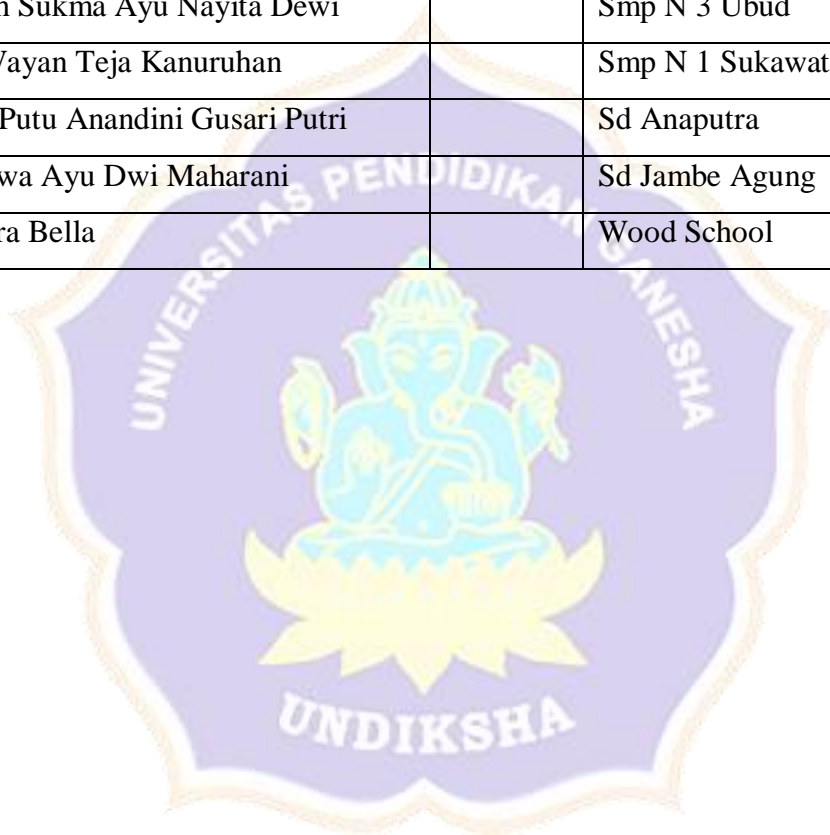 Sukma Ayu Nayita Dewi Smp N 3 Ubud
Wayan Teja Kanuruhan Smp N 1 Sukawat
Putu Anandini Gusari Putri Sd Anaputra
wa Ayu Dwi Maharani Sd Jambe Agung
ra Bella Wood School
UNIVERSITAS PENDIDIKAN GANESHA
UNDIKSHA